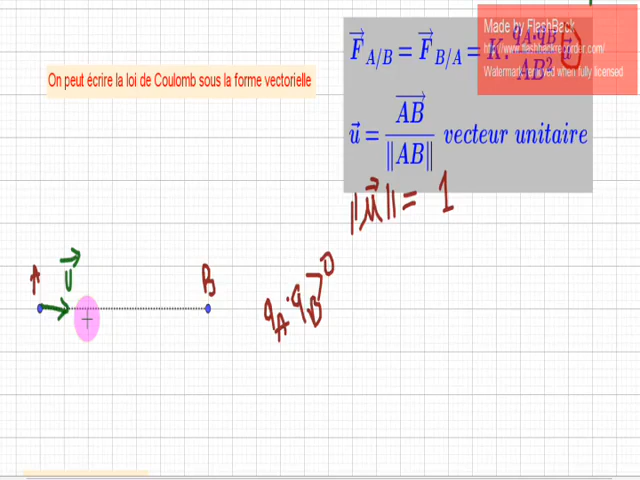 On peut écrire la loi de Coulomb sous la forme vectorielle
Made by FlashBack
http://www.flashbackrecorder.com/
Watermark removed when fully licensed
F⃗ A/B = F⃗ B/A = K. qA.qB / AB² u⃗
u⃗ = AB⃗ / ||AB|| vecteur unitaire
||u⃗|| = 1
A U⃗ B
qA.qB > 0